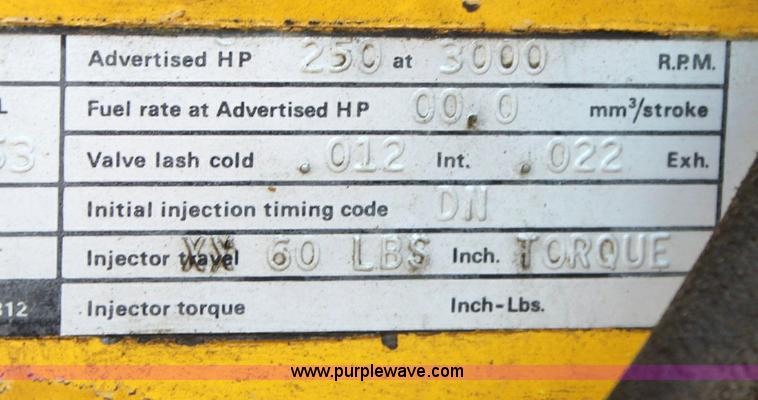 Advertised HP 250 at 3000 R.P.M.
L Fuel rate at Advertised HP 00.0 mm³/stroke
53 Valve lash cold .012 Int. .022 Exh.
Initial injection timing code DN
Injector travel XX 60 LBS Inch. TORQUE
312 Injector torque Inch-Lbs.
www.purplewave.com